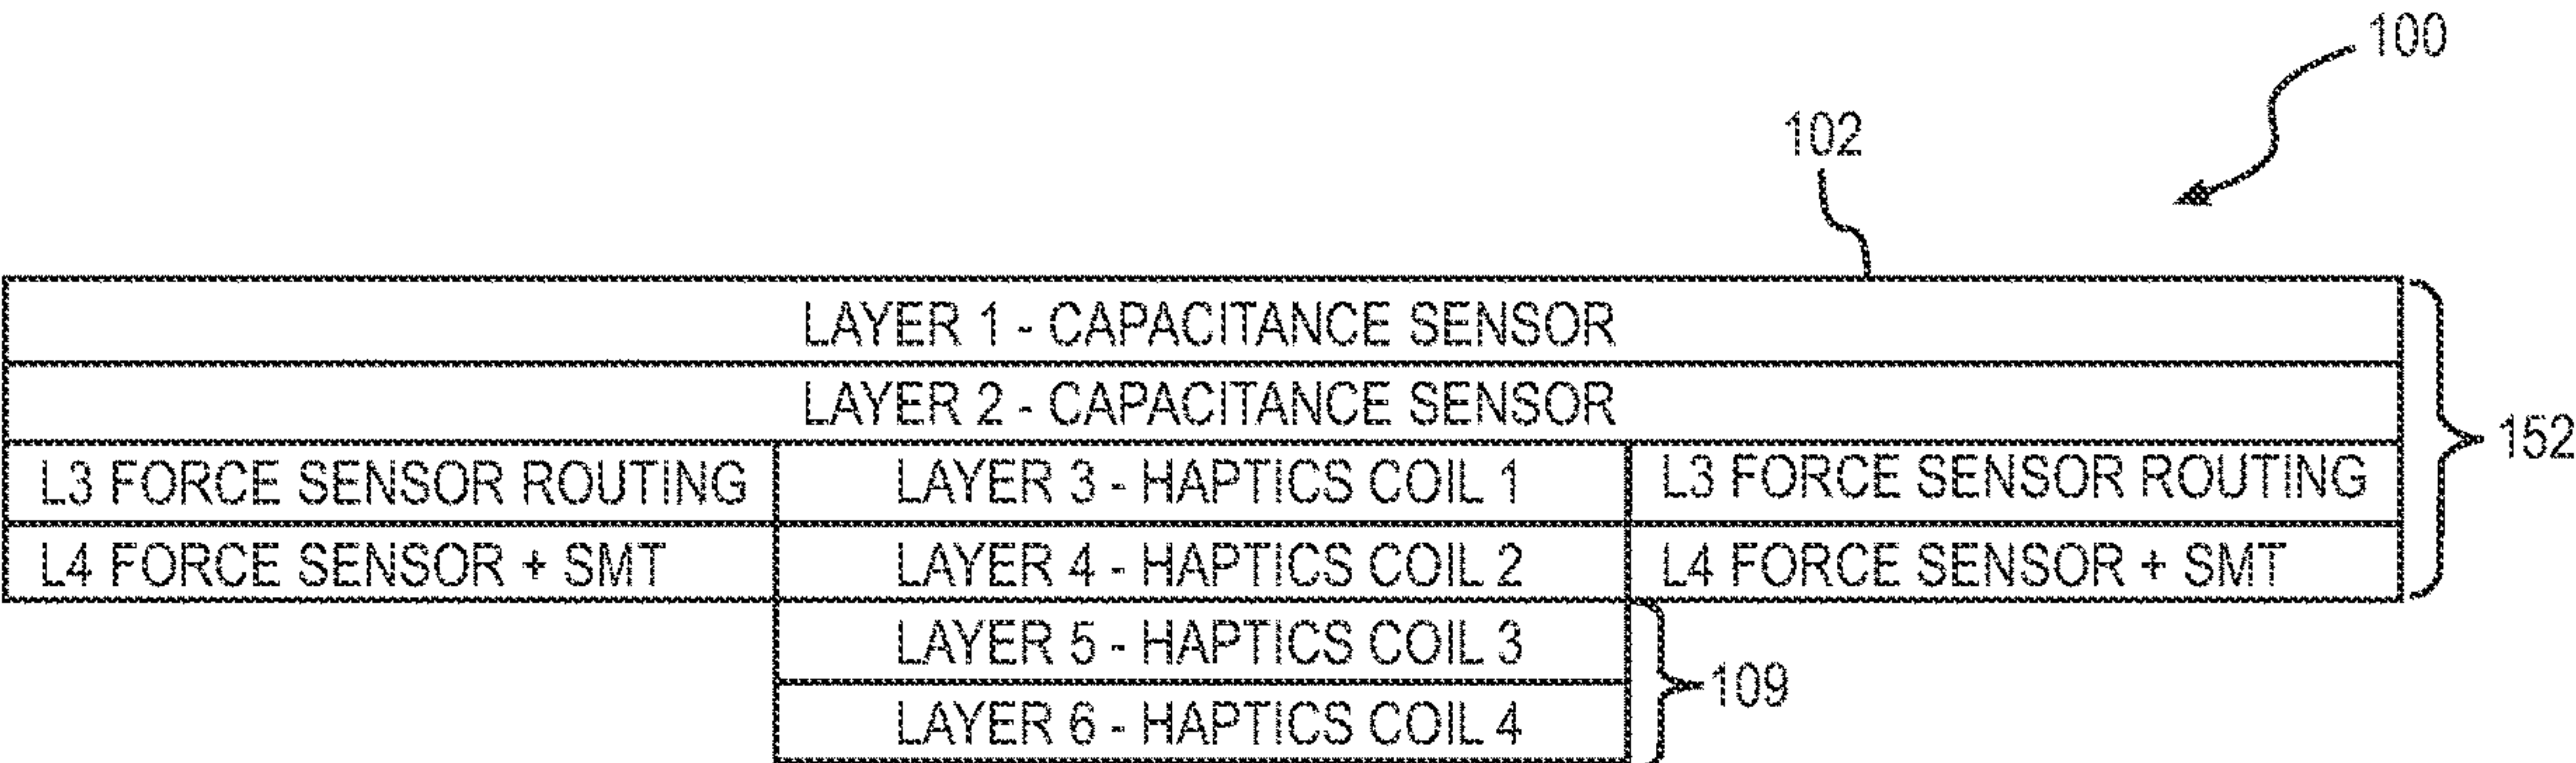 100
102
LAYER 1 - CAPACITANCE SENSOR
LAYER 2 - CAPACITANCE SENSOR
152
L3 FORCE SENSOR ROUTING LAYER 3 - HAPTICS COIL 1 L3 FORCE SENSOR ROUTING
L4 FORCE SENSOR + SMT LAYER 4 - HAPTICS COIL 2 L4 FORCE SENSOR + SMT
LAYER 5 - HAPTICS COIL 3
109
LAYER 6 - HAPTICS COIL 4